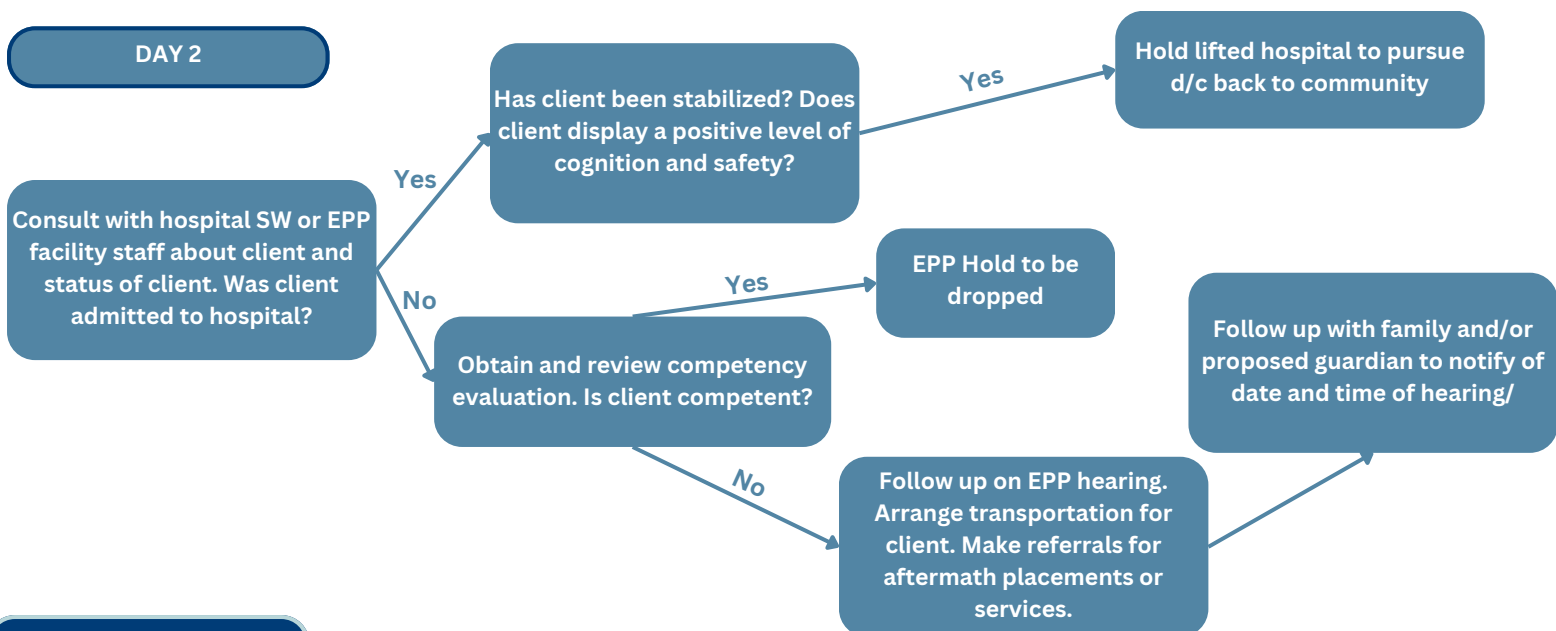 DAY 2
Consult with hospital SW or EPP
facility staff about client and
status of client. Was client
admitted to hospital?
Yes
No
Has client been stabilized? Does
client display a positive level of
cognition and safety?
Yes
Hold lifted hospital to pursue
d/c back to community
Obtain and review competency
evaluation. Is client competent?
Yes
EPP Hold to be
dropped
No
Follow up on EPP hearing.
Arrange transportation for
client. Make referrals for
aftermath placements or
services.
Follow up with family and/or
proposed guardian to notify of
date and time of hearing/